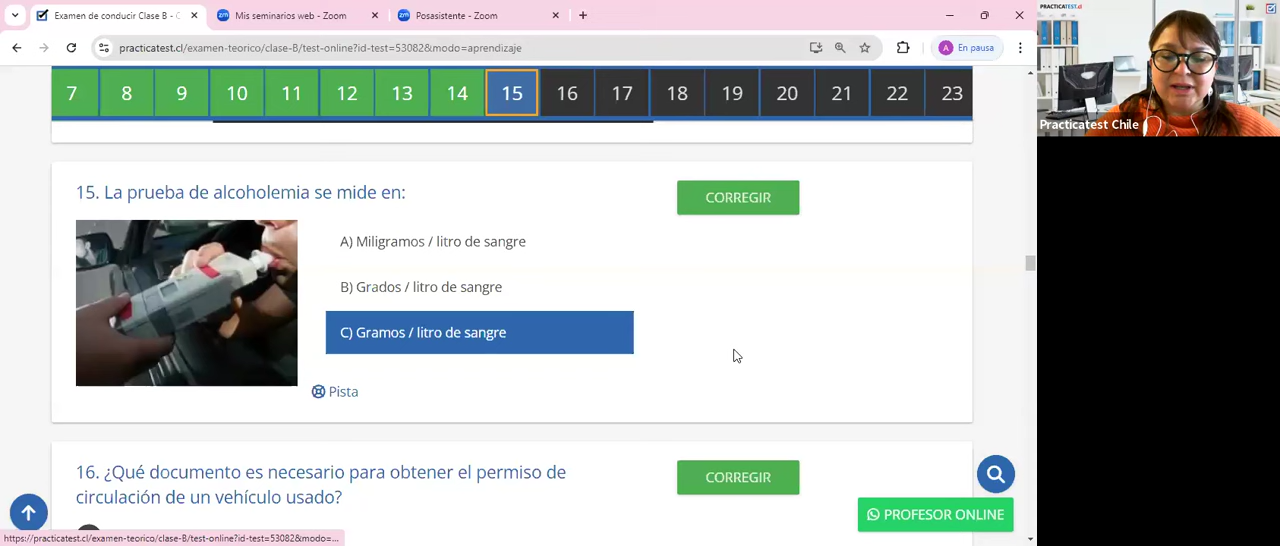 Examen de conducir Clase B - C
Mis seminarios web - Zoom
zm
Posasistente - Zoom
zm
practicatest.cl/examen-teorico/clase-B/test-online?id-test=53082&modo=aprendizaje
A
En pausa
7 8 9 10 11 12 13 14 15 16 17 18 19 20 21 22 23
15. La prueba de alcoholemia se mide en:
CORREGIR
A) Miligramos / litro de sangre
B) Grados / litro de sangre
C) Gramos / litro de sangre
Pista
16. ¿Qué documento es necesario para obtener el permiso de
circulación de un vehículo usado?
CORREGIR
PROFESOR ONLINE
https://practicatest.cl/examen-teorico/clase-B/test-online?id-test=53082&modo=...
PRACTICATEST.cl
Practicatest Chile